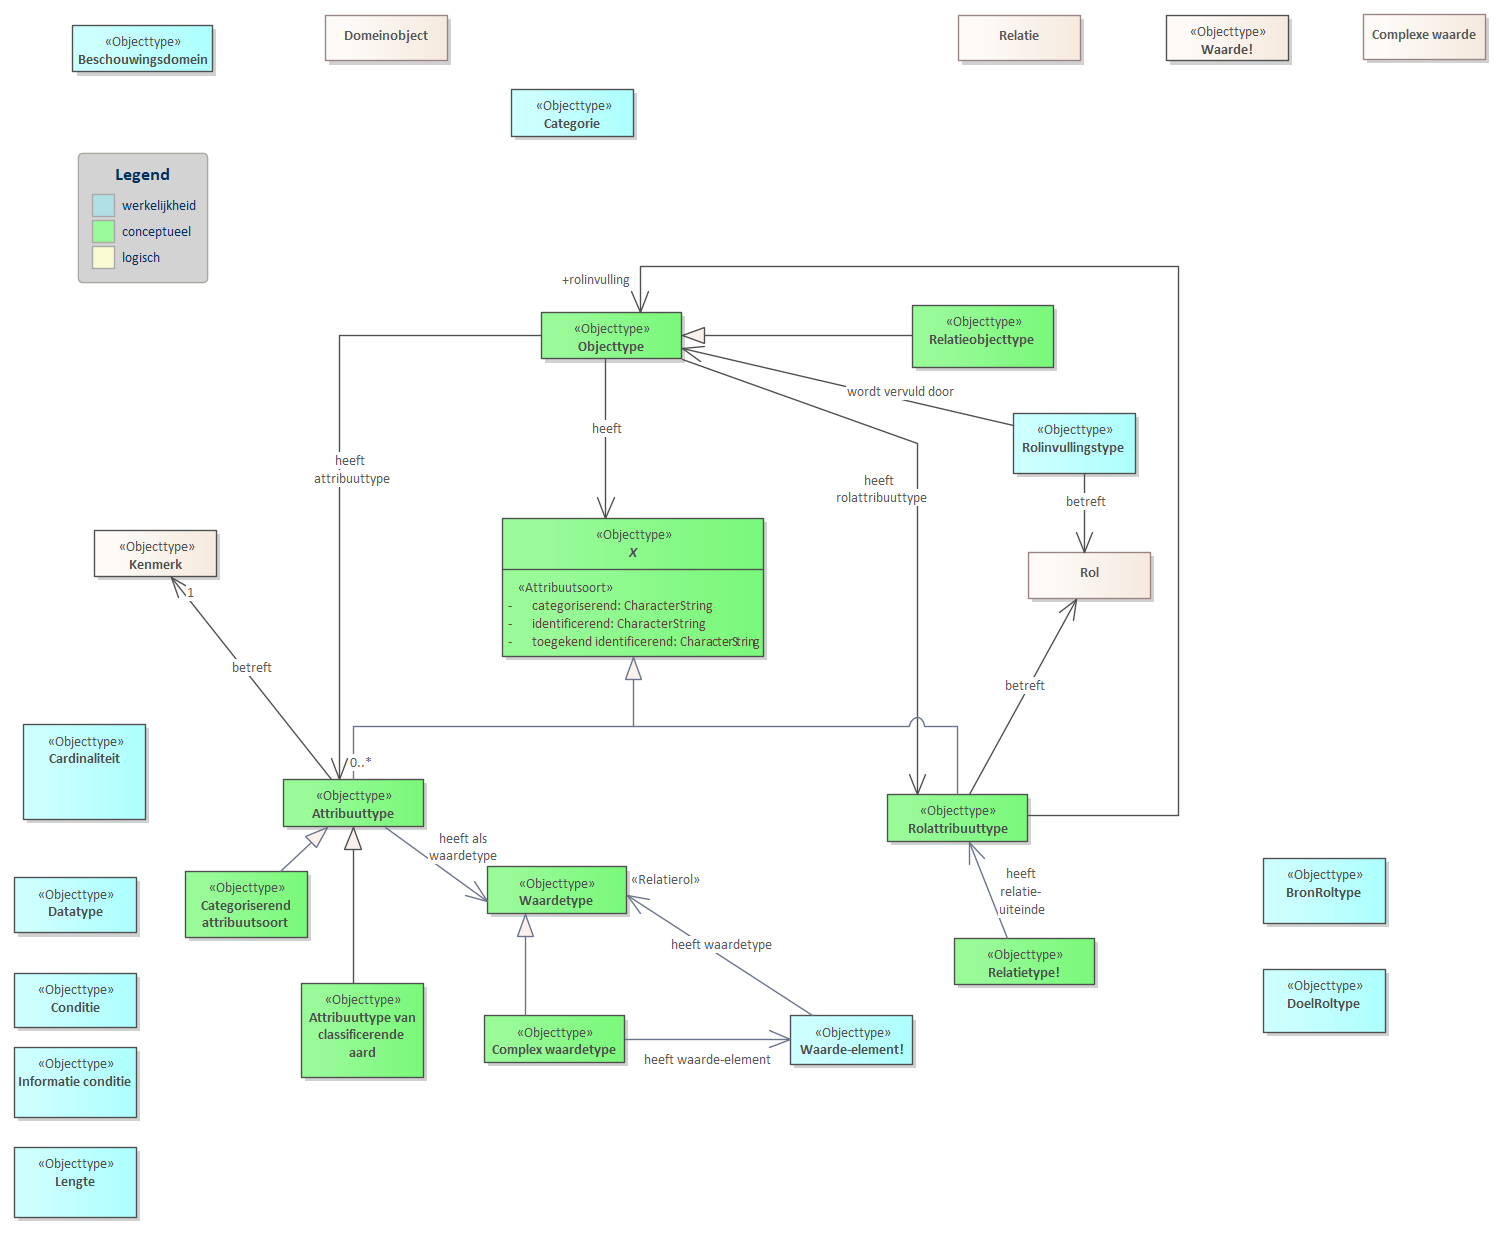 «Objecttype»
Beschouwingsdomein
Domeinobject
Relatie
«Objecttype»
Waarde!
Complexe waarde
«Objecttype»
Categorie
Legend
werkelijkheid
conceptueel
logisch
+rolinvulling
«Objecttype»
Objecttype
«Objecttype»
Relatieobjecttype
wordt vervuld door
«Objecttype»
Rolinvullingstype
heeft
heeft
attribuuttype
heeft
rolattribuuttype
betreft
«Objecttype»
X
«Attribuutsoort»
- categoriserend: CharacterString
- identificerend: CharacterString
- toegekend identificerend: CharacterString
«Objecttype»
Kenmerk
1
Rol
betreft
betreft
«Objecttype»
Cardinaliteit
0..*
«Objecttype»
Attribuuttype
«Objecttype»
Rolattribuuttype
heeft als
waardetype
«Objecttype»
Waardetype
«Relatierol»
heeft
relatie-
uiteinde
«Objecttype»
BronRoltype
«Objecttype»
Datatype
«Objecttype»
Categoriserend
attribuutsoort
heeft waardetype
«Objecttype»
Relatietype!
«Objecttype»
Conditie
«Objecttype»
Attribuuttype van
classificerende
aard
«Objecttype»
DoelRoltype
«Objecttype»
Complex waardetype
heeft waarde-element
«Objecttype»
Waarde-element!
«Objecttype»
Informatie conditie
«Objecttype»
Lengte